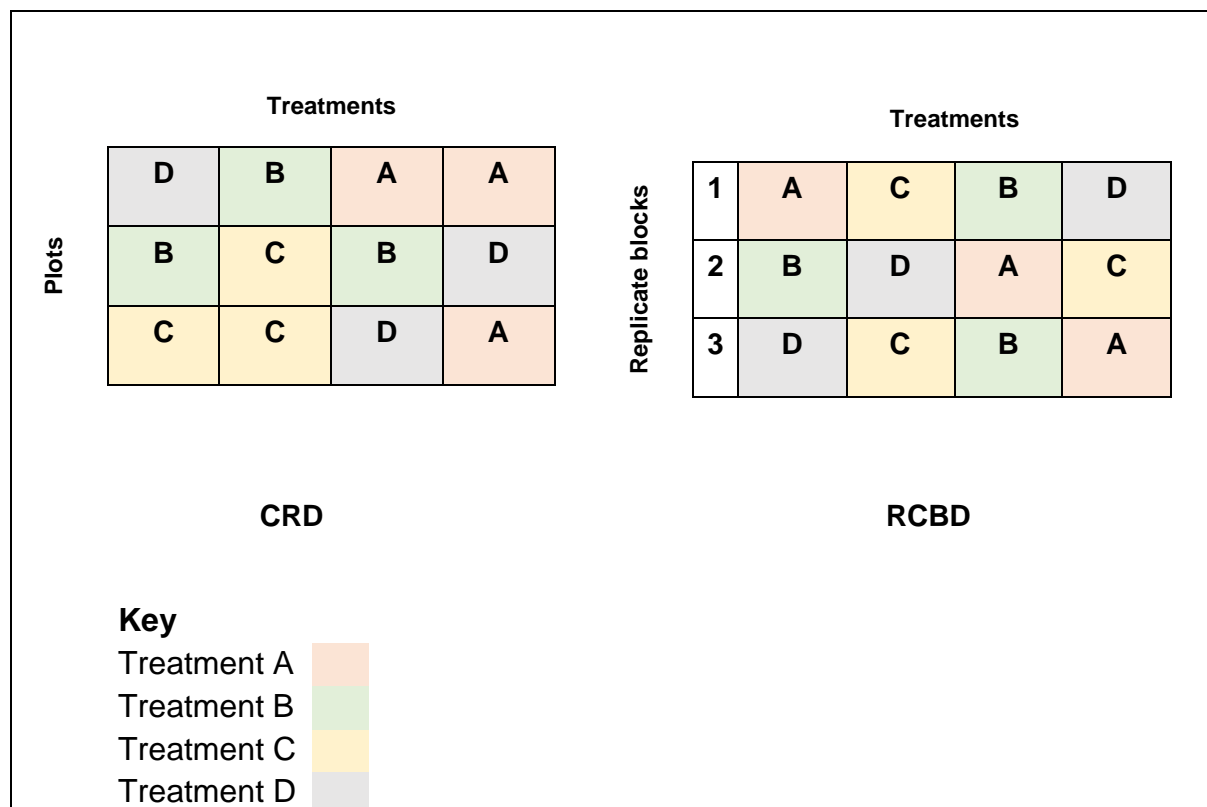 Treatments
Plots
D B A A
B C B D
C C D A
CRD
Treatments
Replicate blocks
1 A C B D
2 B D A C
3 D C B A
RCBD
Key
Treatment A
Treatment B
Treatment C
Treatment D